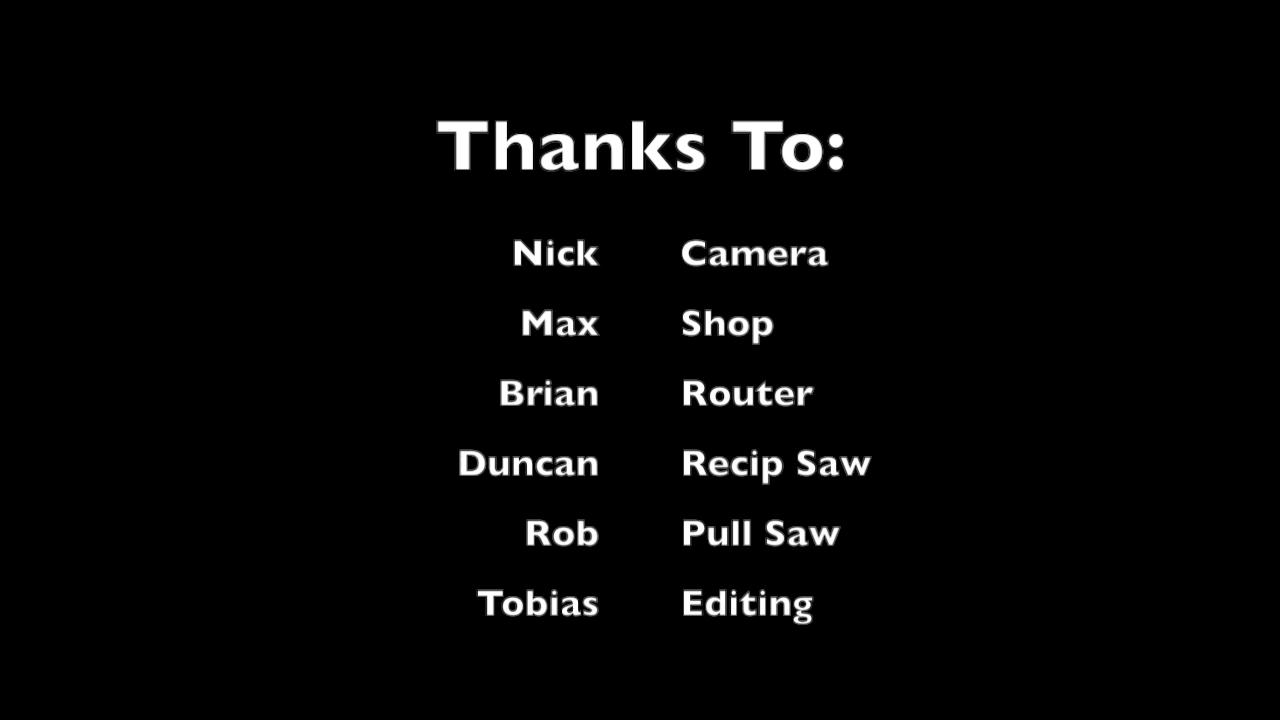 Thanks To:
Nick Camera
Max Shop
Brian Router
Duncan Recip Saw
Rob Pull Saw
Tobias Editing